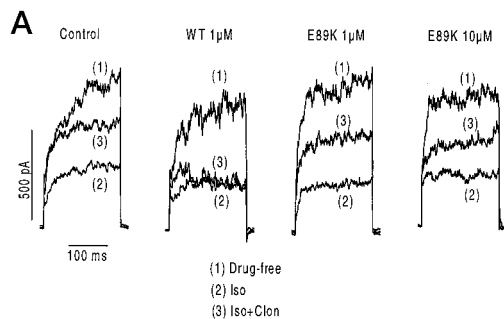 A
Control
WT 1µM
E89K 1µM
E89K 10µM
(1)
(3)
(2)
(1)
(3)
(2)
(1)
(3)
(2)
(1)
(3)
(2)
500 pA
100 ms
(1) Drug-free
(2) Iso
(3) Iso+Clon